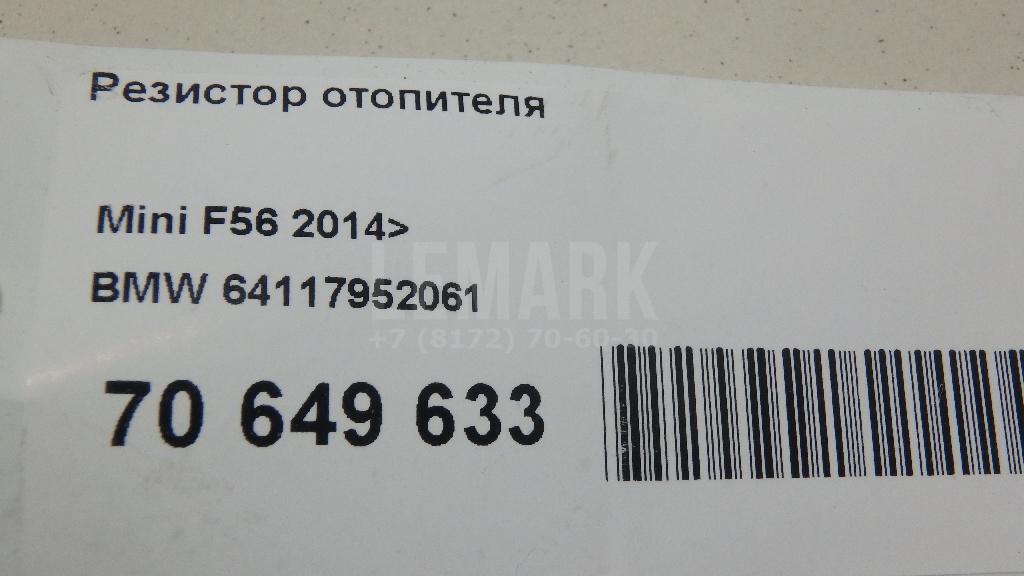 Резистор отопителя
Mini F56 2014>
BMW 64117952061
LEMARK
+7 (8172) 70-60-30
70 649 633